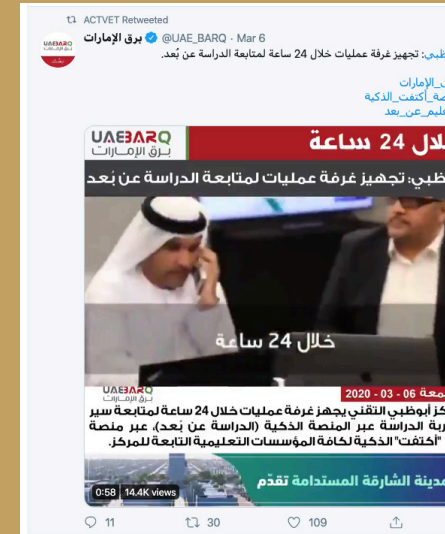 ACTVET Retweeted
برق الإمارات @UAE_BARQ · Mar 6
ظبي: تجهيز غرفة عمليات خلال 24 ساعة لمتابعة الدراسة عن بُعد.
الإمارات
أكتفت_الذكية
عليم_عن_بعد
UAEBARQ
برق الإمارات
لال 24 ساعة
ظبي: تجهيز غرفة عمليات لمتابعة الدراسة عن بُعد
خلال 24 ساعة
UAEBARQ
برق الإمارات
معة 06 - 03 - 2020
كز أبوظبي التقني يجهز غرفة عمليات خلال 24 ساعة لمتابعة سير
ربة الدراسة عبر المنصة الذكية (الدراسة عن بُعد)، عبر منصة
"أكتفت" الذكية لكافة المؤسسات التعليمية التابعة للمركز.
مدينة الشارقة المستدامة تقدّم
0:58 14.4K views
11 30 109